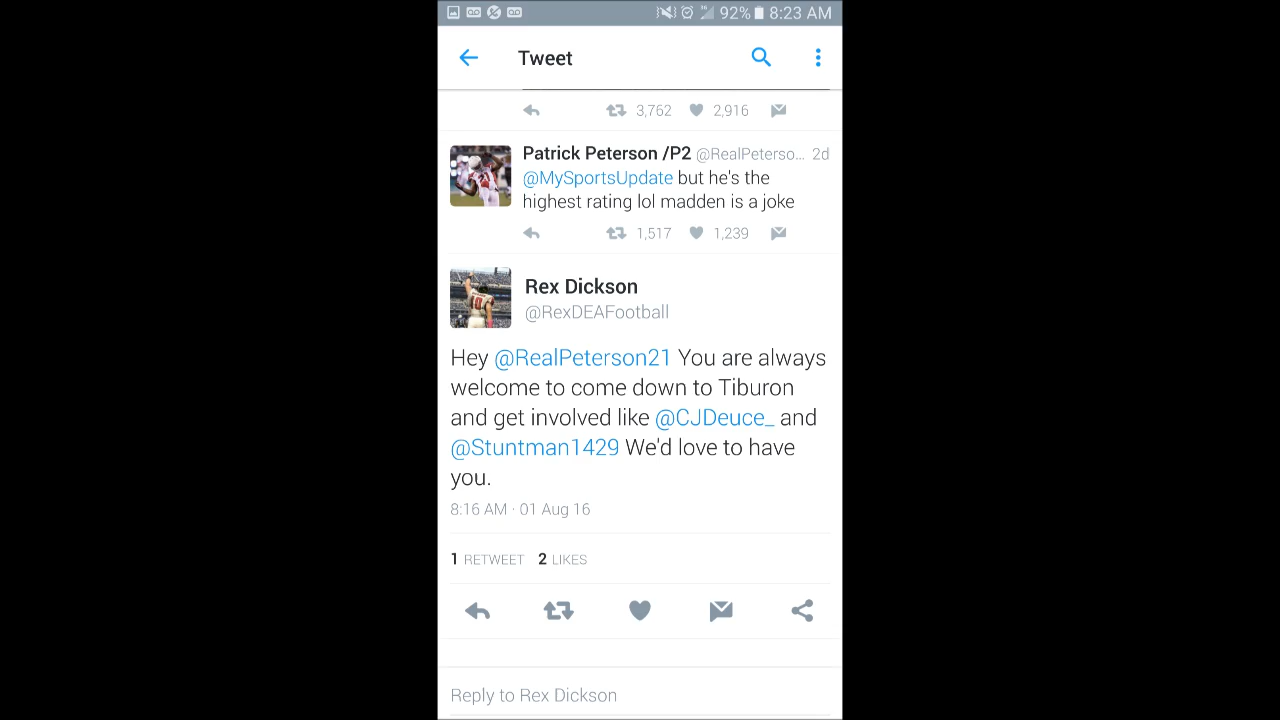 92% 8:23 AM
Tweet
3,762 2,916
Patrick Peterson /P2 @RealPeterso... 2d
@MySportsUpdate but he's the
highest rating lol madden is a joke
1,517 1,239
Rex Dickson
@RexDEAFootball
Hey @RealPeterson21 You are always
welcome to come down to Tiburon
and get involved like @CJDeuce_ and
@Stuntman1429 We'd love to have
you.
8:16 AM · 01 Aug 16
1 RETWEET 2 LIKES
Reply to Rex Dickson